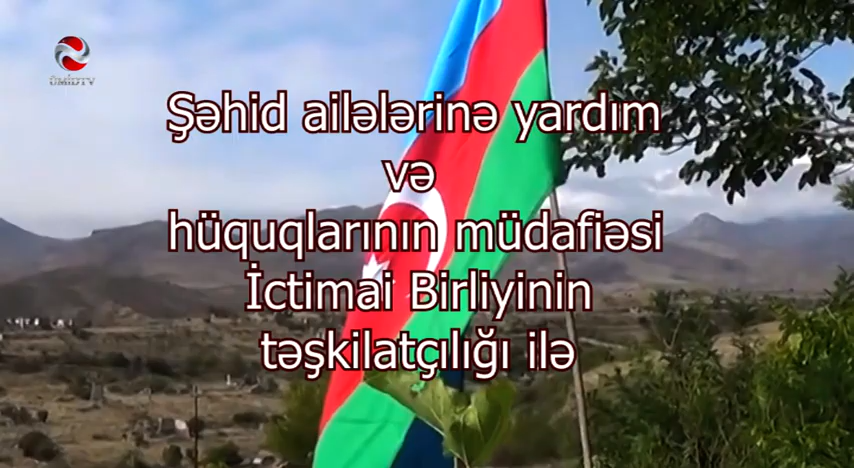 ÜMİDTV
Şəhid ailələrinə yardım
və
hüquqlarının müdafiəsi
İctimai Birliyinin
təşkilatçılığı ilə